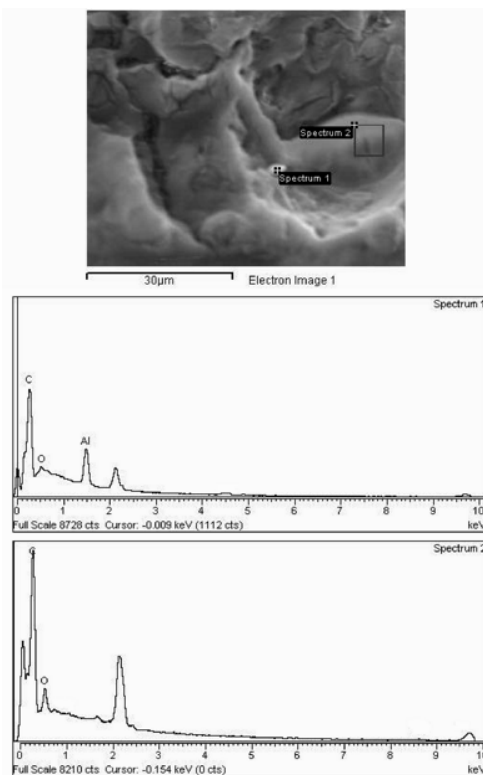 Spectrum 2
Spectrum 1
30µm Electron Image 1
Spectrum 1
C
O
Al
0 1 2 3 4 5 6 7 8 9 10
Full Scale 8728 cts Cursor: -0.009 keV (1112 cts) keV
Spectrum 2
C
O
0 1 2 3 4 5 6 7 8 9 10
Full Scale 8210 cts Cursor: -0.154 keV (0 cts) keV